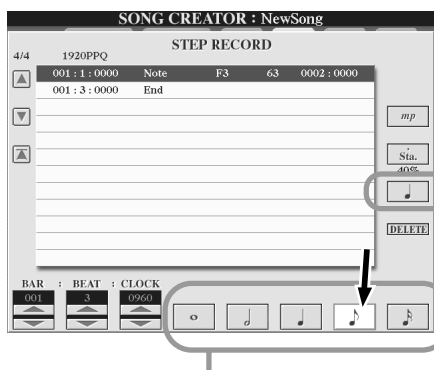 SONG CREATOR : NewSong
STEP RECORD
4/4 1920PPQ
001 : 1 : 0000 Note F3 63 0002 : 0000
001 : 3 : 0000 End
mp
Sta.
40%
DELETE
BAR : BEAT : CLOCK
001 3 0960